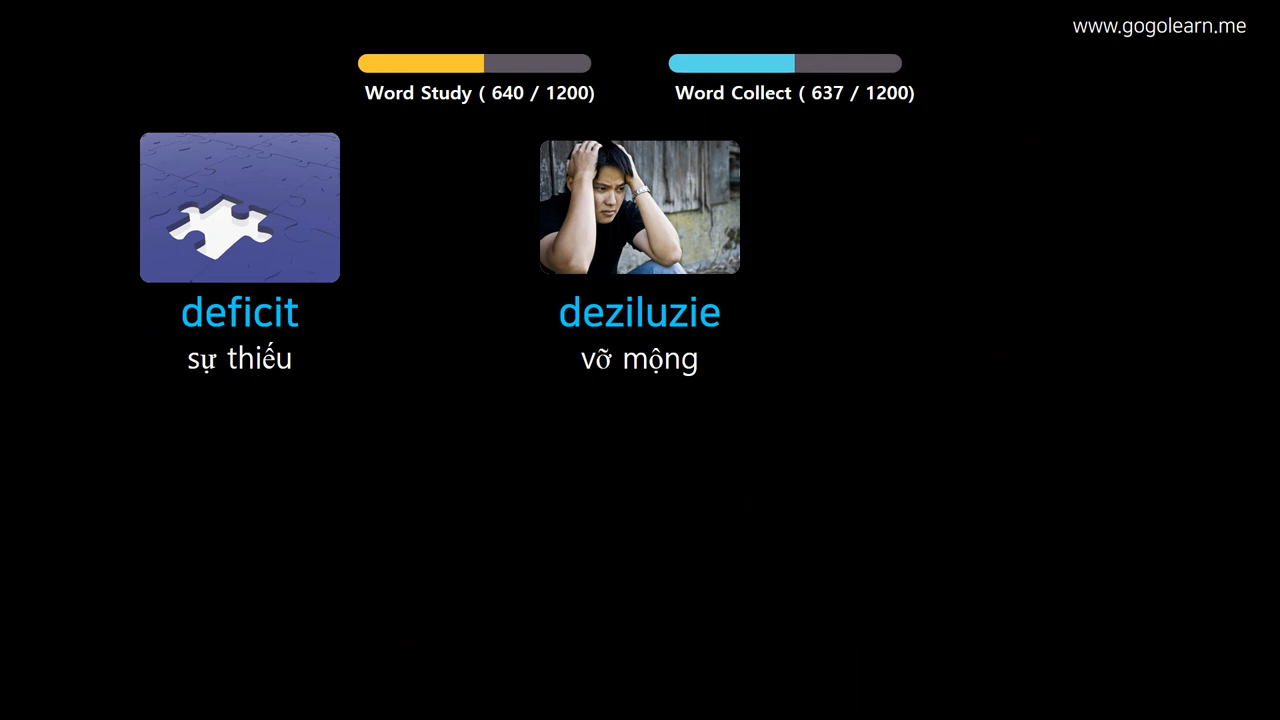 www.gogolearn.me
Word Study ( 640 / 1200)
Word Collect ( 637 / 1200)
deficit
deziluzie
sự thiếu
vỡ mộng